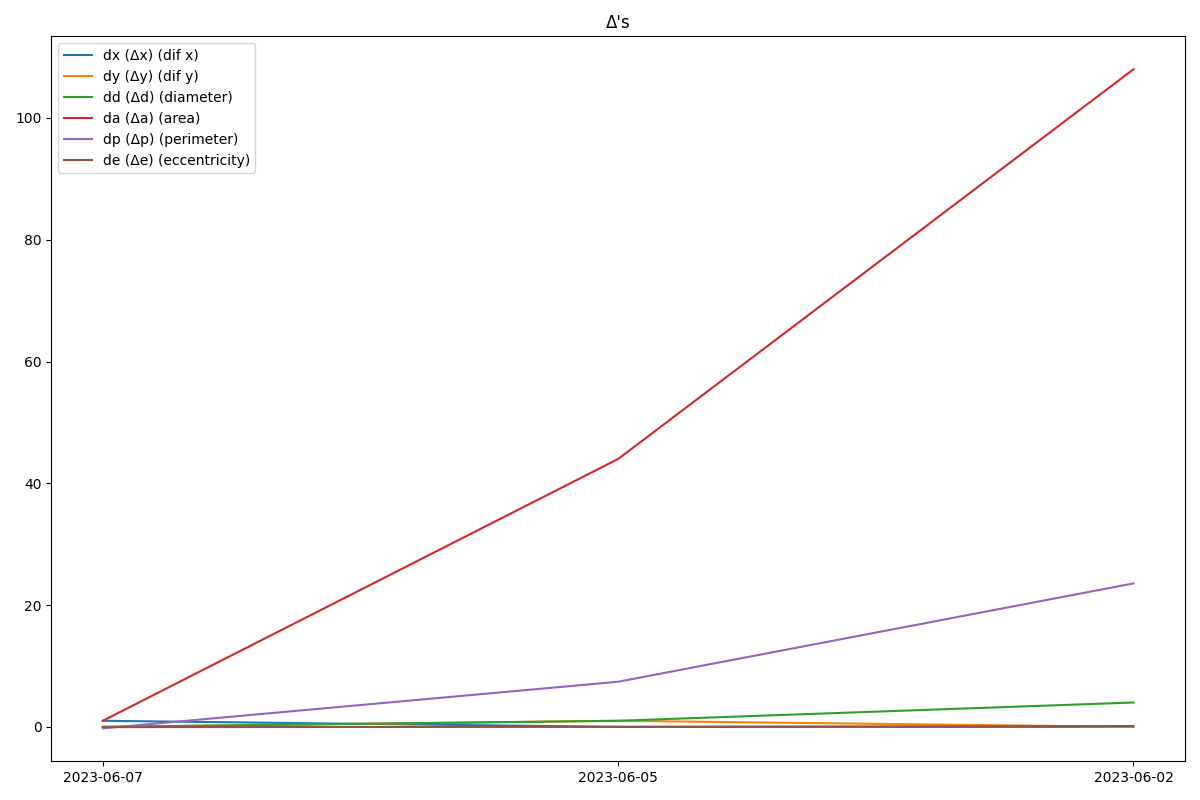 Δ's
dx (Δx) (dif x)
dy (Δy) (dif y)
dd (Δd) (diameter)
da (Δa) (area)
dp (Δp) (perimeter)
de (Δe) (eccentricity)
100
80
60
40
20
0
2023-06-07
2023-06-05
2023-06-02